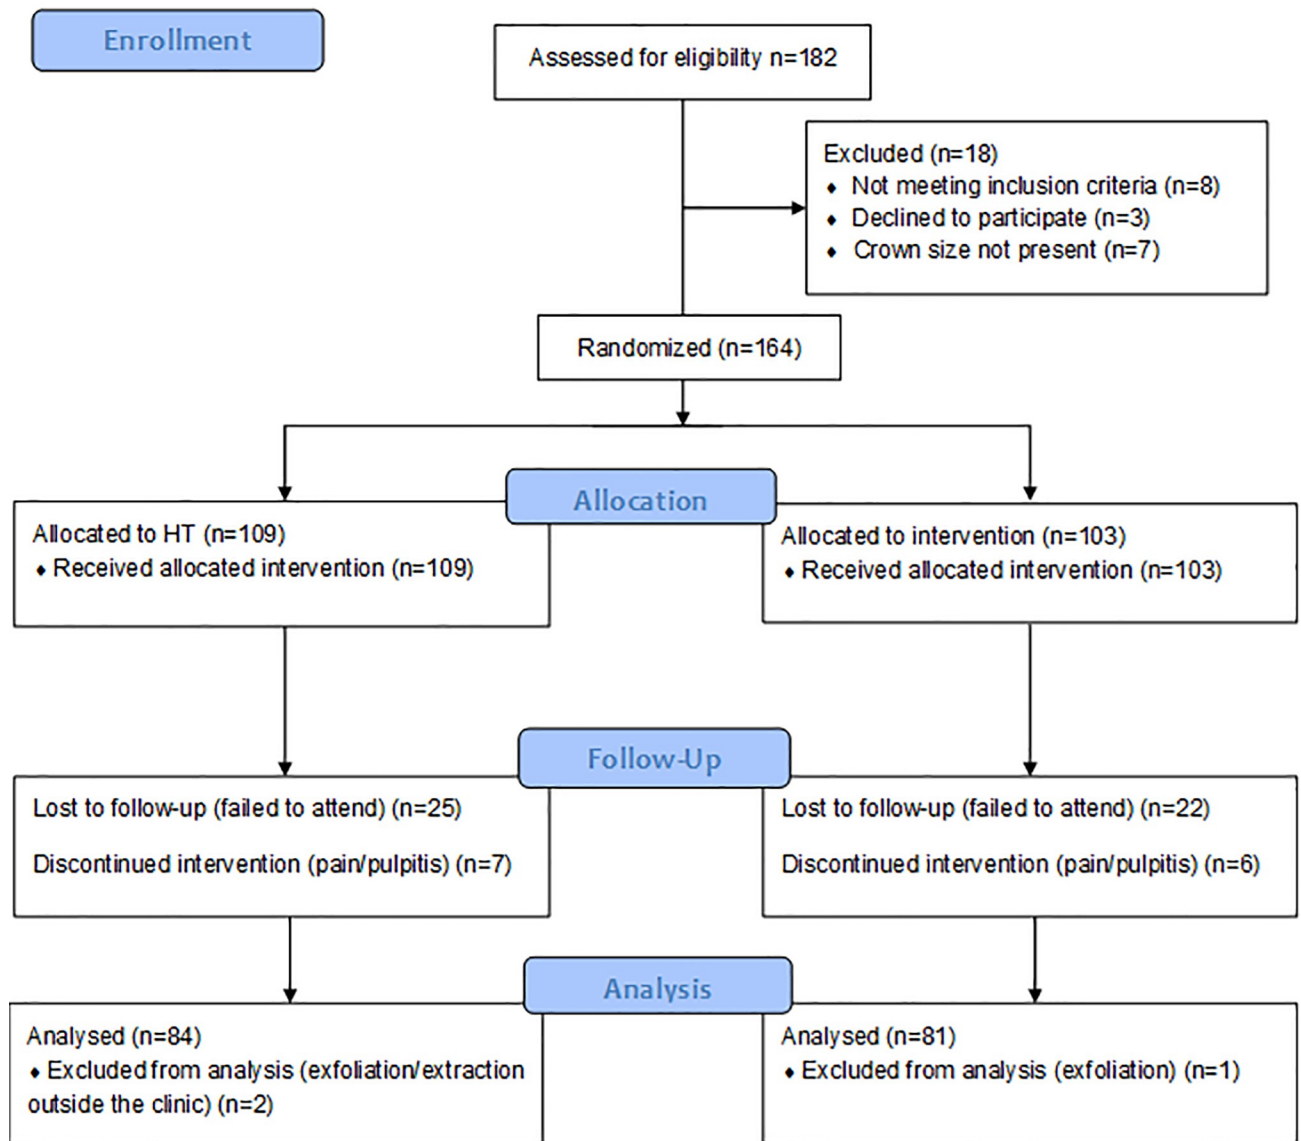 Enrollment
Assessed for eligibility n=182
Excluded (n=18)
♦ Not meeting inclusion criteria (n=8)
♦ Declined to participate (n=3)
♦ Crown size not present (n=7)
Randomized (n=164)
Allocation
Allocated to HT (n=109)
♦ Received allocated intervention (n=109)
Allocated to intervention (n=103)
♦ Received allocated intervention (n=103)
Follow-Up
Lost to follow-up (failed to attend) (n=25)
Discontinued intervention (pain/pulpitis) (n=7)
Lost to follow-up (failed to attend) (n=22)
Discontinued intervention (pain/pulpitis) (n=6)
Analysis
Analysed (n=84)
♦ Excluded from analysis (exfoliation/extraction
outside the clinic) (n=2)
Analysed (n=81)
♦ Excluded from analysis (exfoliation) (n=1)